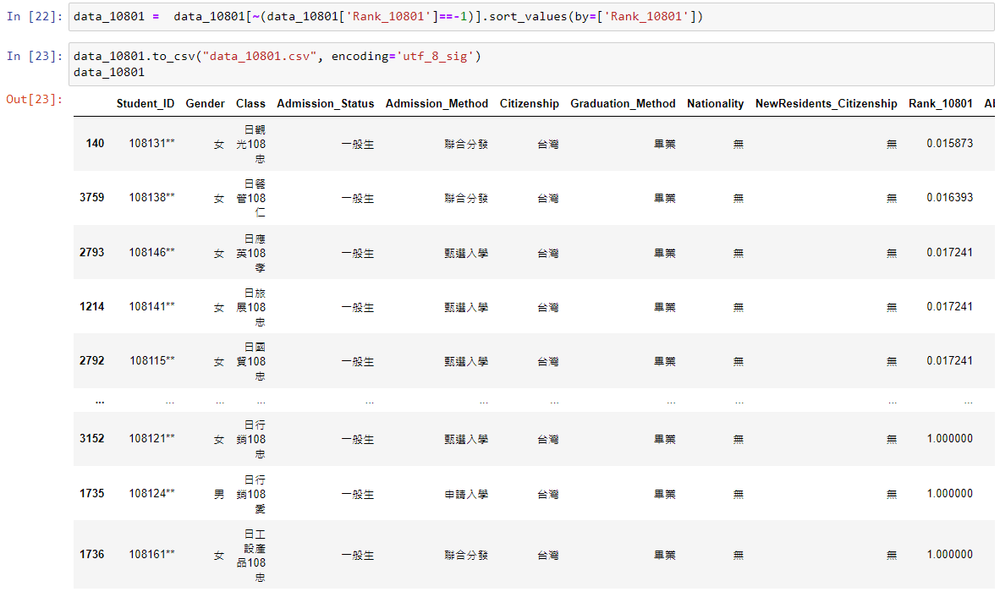 In [22]: data_10801 =  data_10801[~(data_10801['Rank_10801']==-1)].sort_values(by=['Rank_10801'])
In [23]: data_10801.to_csv("data_10801.csv", encoding='utf_8_sig')
data_10801
Out[23]:
Student_ID Gender Class Admission_Status Admission_Method Citizenship Graduation_Method Nationality NewResidents_Citizenship Rank_10801 Al
日觀
140 108131** 女 光108 一般生 聯合分發 台灣 畢業 無 無 0.015873
忠
日餐
3759 108138** 女 管108 一般生 聯合分發 台灣 畢業 無 無 0.016393
仁
日應
2793 108146** 女 英108 一般生 甄選入學 台灣 畢業 無 無 0.017241
孝
日旅
1214 108141** 女 展108 一般生 甄選入學 台灣 畢業 無 無 0.017241
忠
日國
2792 108115** 女 貿108 一般生 甄選入學 台灣 畢業 無 無 0.017241
忠
... ... ... ... ... ... ... ... ... ... ...
日行
3152 108121** 女 銷108 一般生 甄選入學 台灣 畢業 無 無 1.000000
忠
日行
1735 108124** 男 銷108 一般生 申請入學 台灣 畢業 無 無 1.000000
愛
日工
設產
1736 108161** 女 品108 一般生 聯合分發 台灣 畢業 無 無 1.000000
忠